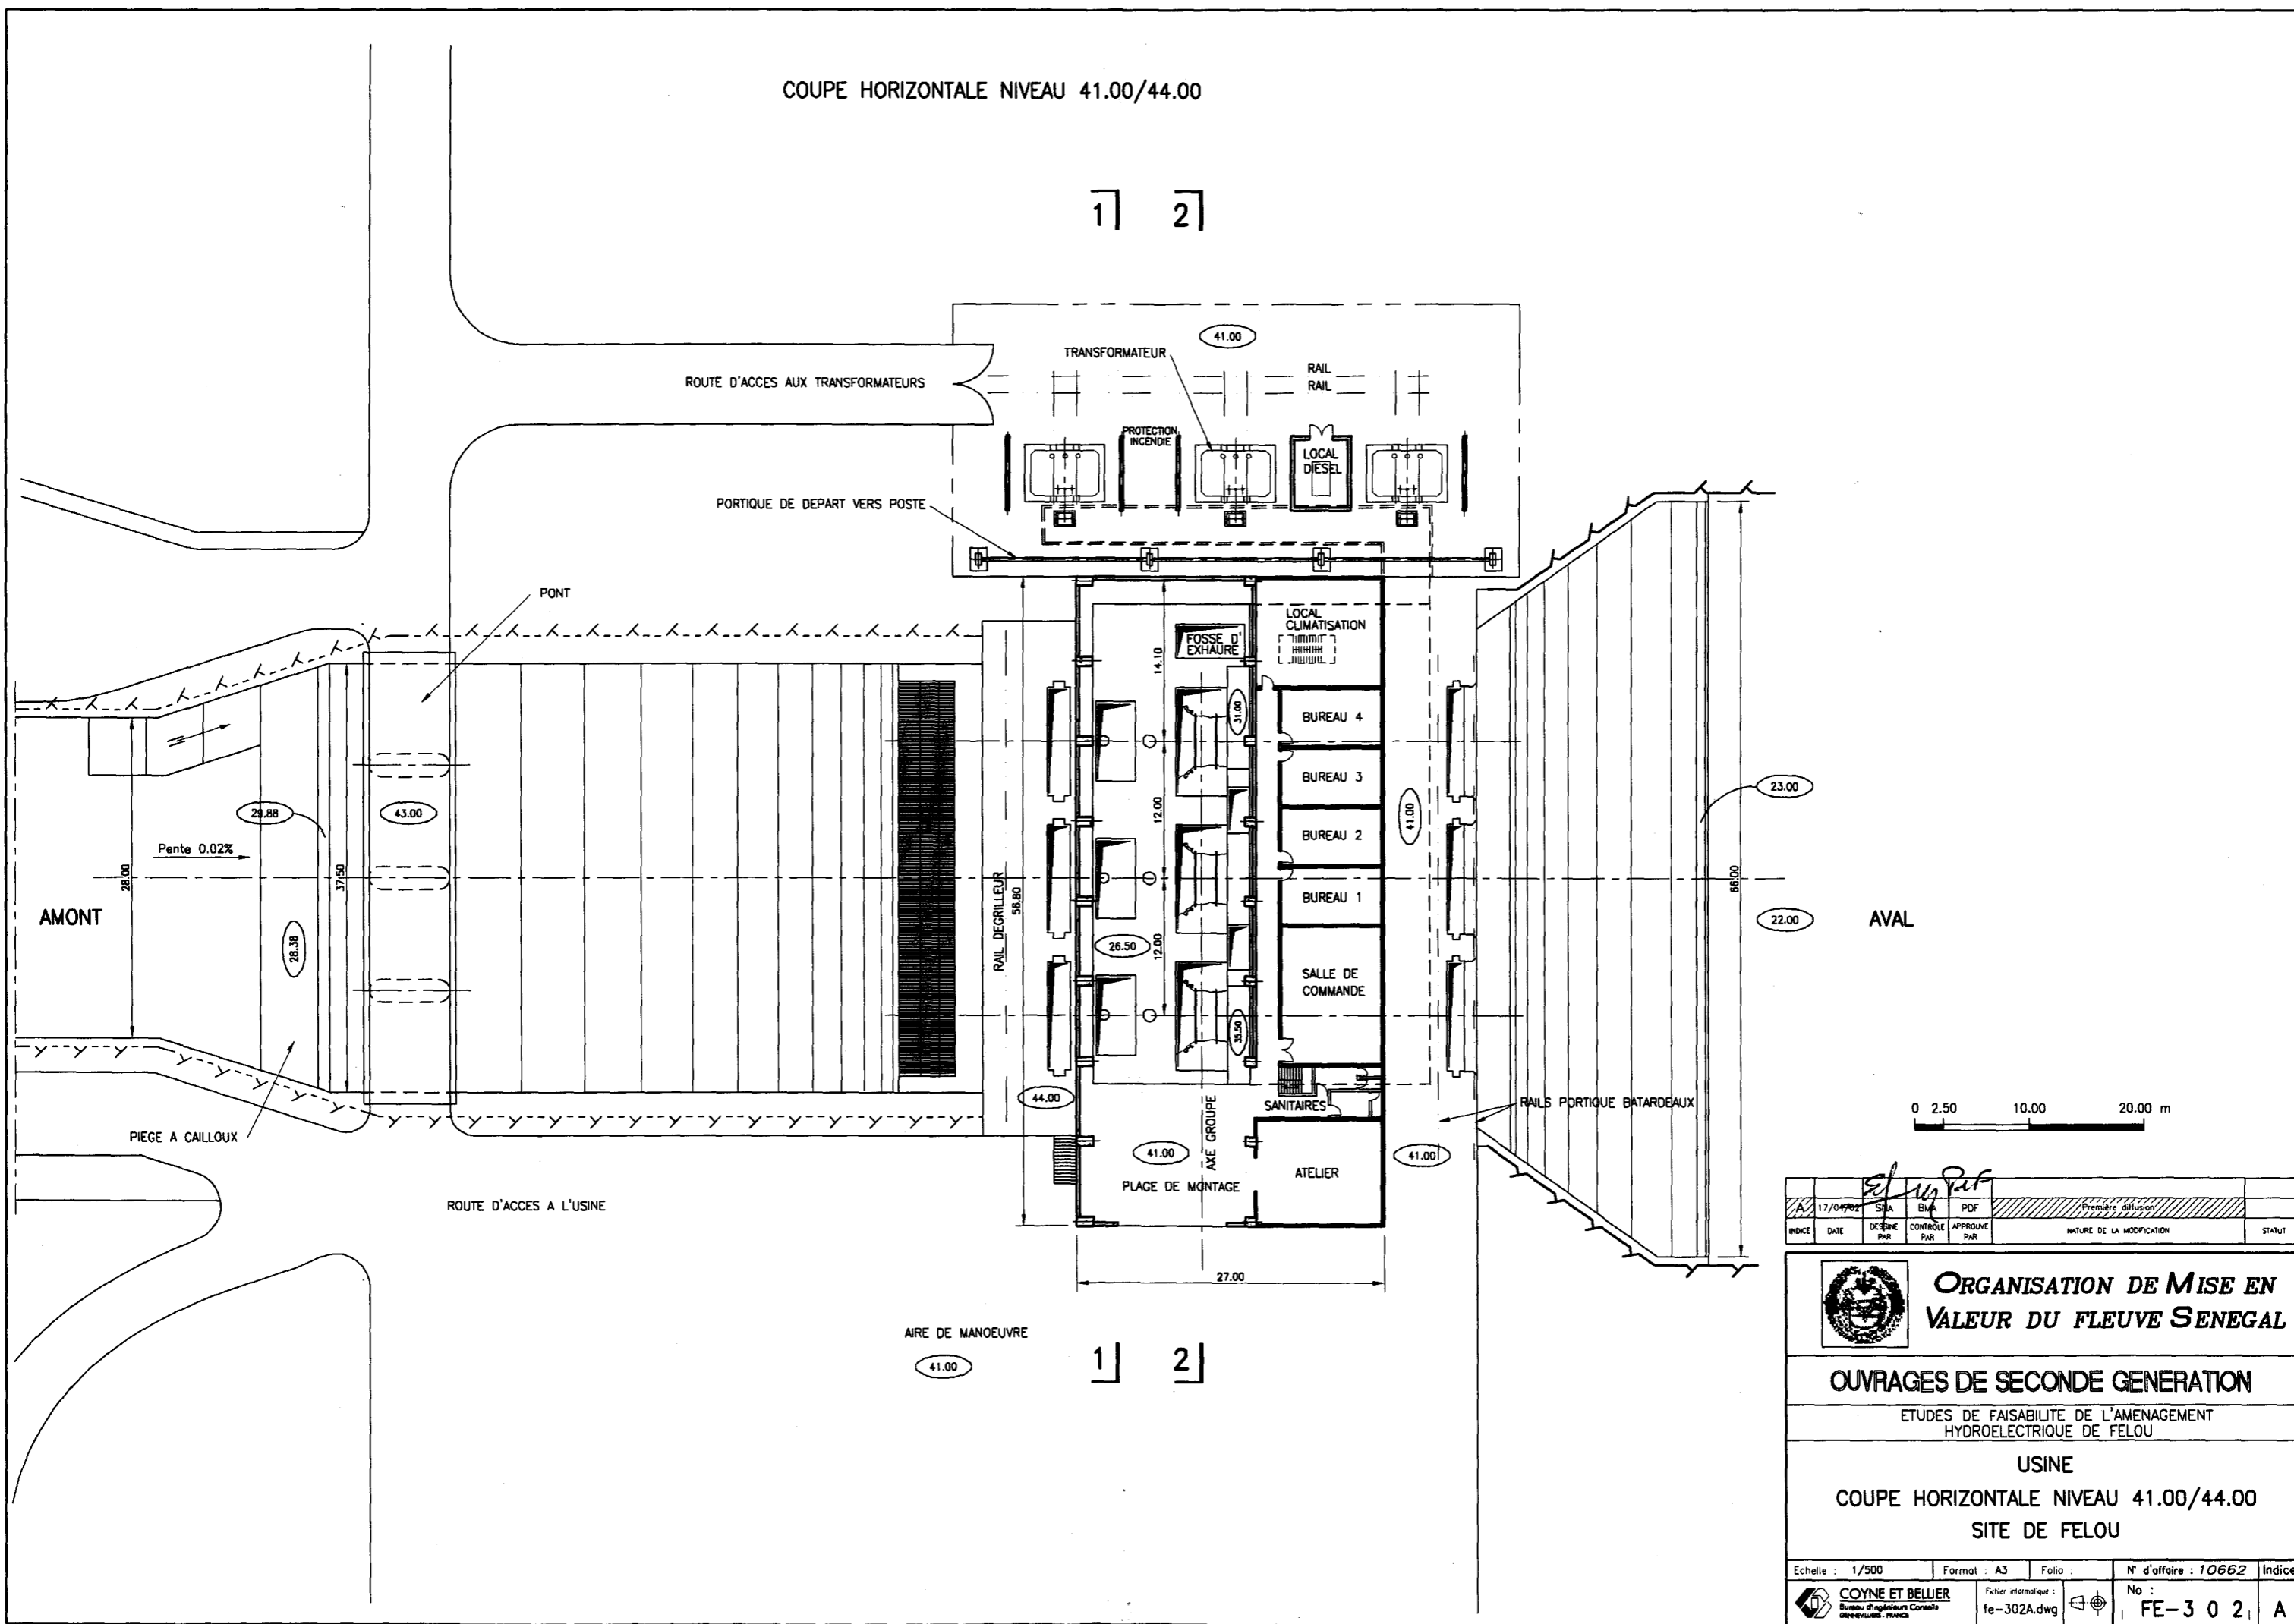 COUPE HORIZONTALE NIVEAU 41.00/44.00
1 2
41.00
TRANSFORMATEUR
RAIL
RAIL
ROUTE D'ACCES AUX TRANSFORMATEURS
PROTECTION
INCENDIE
LOCAL
DIESEL
PORTIQUE DE DEPART VERS POSTE
PONT
LOCAL
CLIMATISATION
FOSSE D'
EXHAURE
14.10
31.00
BUREAU 4
BUREAU 3
29.88
43.00
12.00
41.00
23.00
BUREAU 2
Pente 0.02%
28.00
37.50
RAIL DEGRILLEUR
56.80
BUREAU 1
66.00
AMONT
22.00
AVAL
28.38
26.50
12.00
SALLE DE
COMMANDE
35.50
44.00
SANITAIRES
RAILS PORTIQUE BATARDEAUX
0 2.50 10.00 20.00 m
PIEGE A CAILLOUX
AXE GROUPE
41.00
41.00
ATELIER
PLAGE DE MONTAGE
ROUTE D'ACCES A L'USINE
27.00
AIRE DE MANOEUVRE
41.00
1 2
A SMA BMA PDF Première diffusion
INDICE DATE DESSINE PAR CONTROLE PAR APPROUVE PAR NATURE DE LA MODIFICATION STATUT
ORGANISATION DE MISE EN
VALEUR DU FLEUVE SENEGAL
OUVRAGES DE SECONDE GENERATION
ETUDES DE FAISABILITE DE L'AMENAGEMENT
HYDROELECTRIQUE DE FELOU
USINE
COUPE HORIZONTALE NIVEAU 41.00/44.00
SITE DE FELOU
Echelle : 1/500 Format : A3 Folio : N° d'affaire : 10662 Indice
COYNE ET BELLIER
Bureau d'Ingénieurs Conseils
GENNEVILLIERS - FRANCE
Fichier informatique :
fe-302A.dwg
No :
FE-3 0 2 A